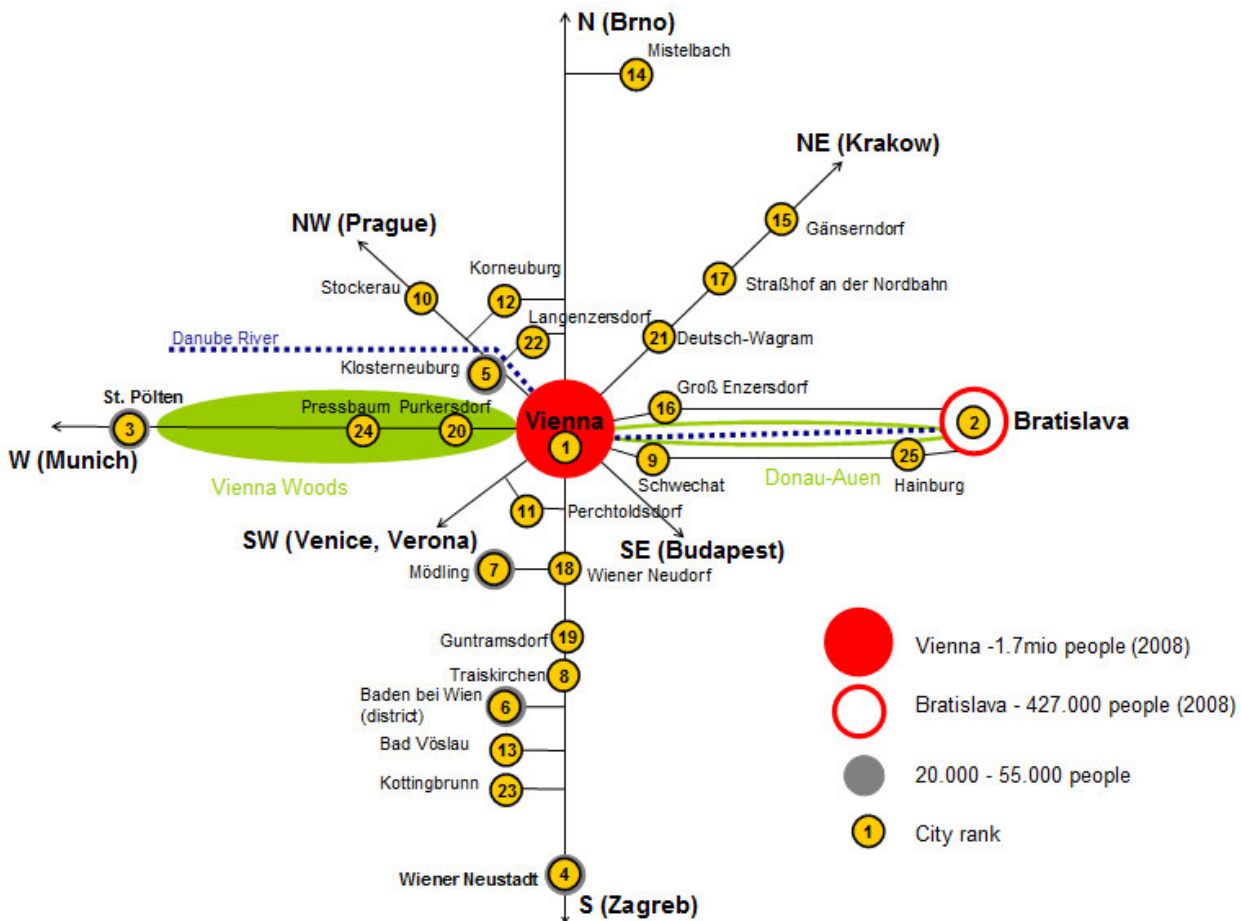 N (Brno)
Mistelbach
14
NE (Krakow)
15
Gänserndorf
NW (Prague)
17
Straßhof an der Nordbahn
Korneuburg
Stockerau
10
12
Langenzersdorf
22
21
Deutsch-Wagram
Danube River
Klosterneuburg
5
Groß Enzersdorf
St. Pölten
Pressbaum
Purkersdorf
Vienna
16
Bratislava
2
3
24
20
1
W (Munich)
9
25
Vienna Woods
Schwechat
Donau-Auen
Hainburg
11
Perchtoldsdorf
SW (Venice, Verona)
SE (Budapest)
Mödling
7
18
Wiener Neudorf
Guntramsdorf
19
Traiskirchen
8
Baden bei Wien
(district)
6
Bad Vöslau
13
Kottingbrunn
23
Wiener Neustadt
4
S (Zagreb)
Vienna -1.7mio people (2008)
Bratislava - 427.000 people (2008)
20.000 - 55.000 people
1
City rank